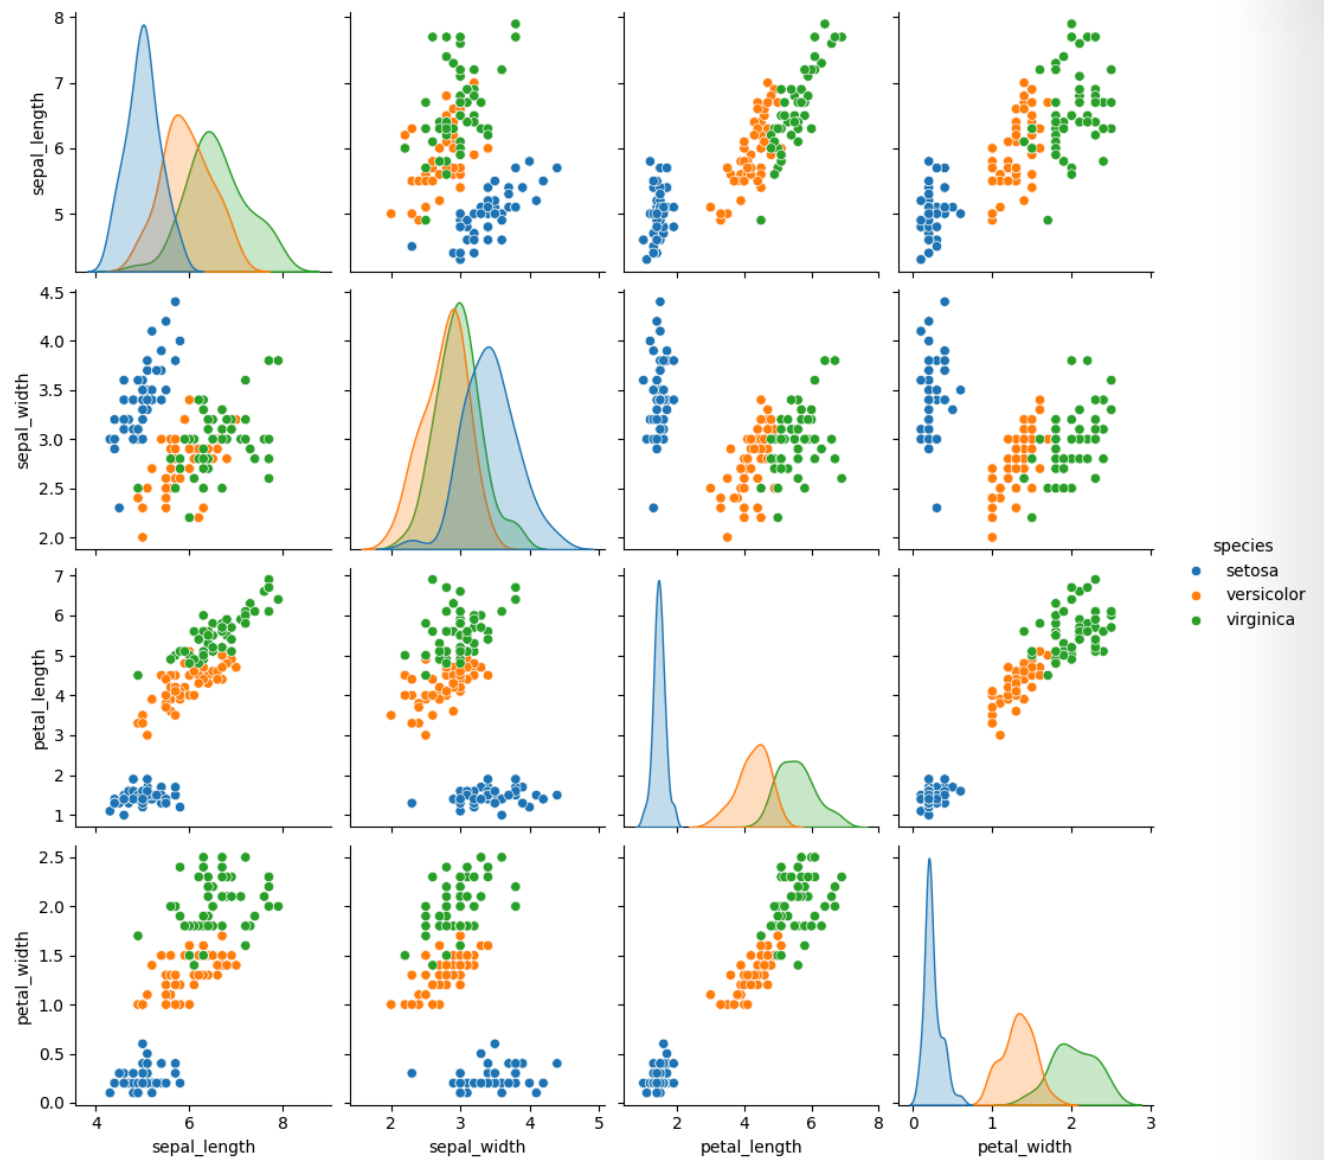 8
7
6
5
sepal_length
4.5
4.0
3.5
3.0
2.5
2.0
sepal_width
7
6
5
4
3
2
1
petal_length
2.5
2.0
1.5
1.0
0.5
0.0
petal_width
4 6 8
sepal_length
2 3 4 5
sepal_width
2 4 6 8
petal_length
0 1 2 3
petal_width
species
setosa
versicolor
virginica